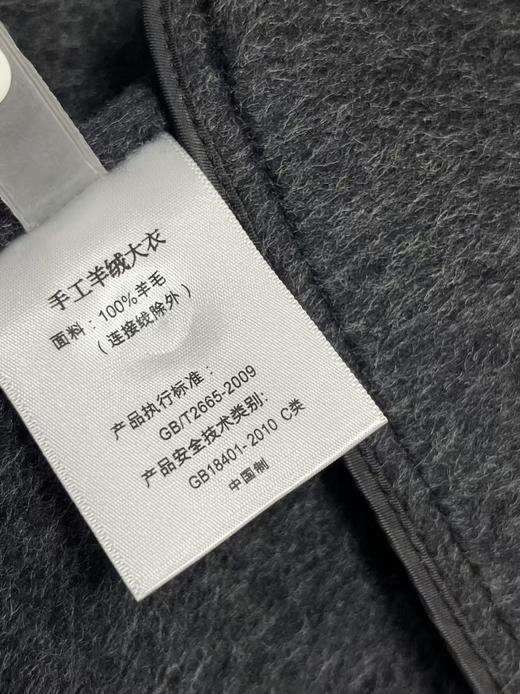 手工羊绒大衣
面料：100%羊毛
（连接线除外）
产品执行标准：
GB/T2665-2009
产品安全技术类别:
GB18401-2010 C类
中国制